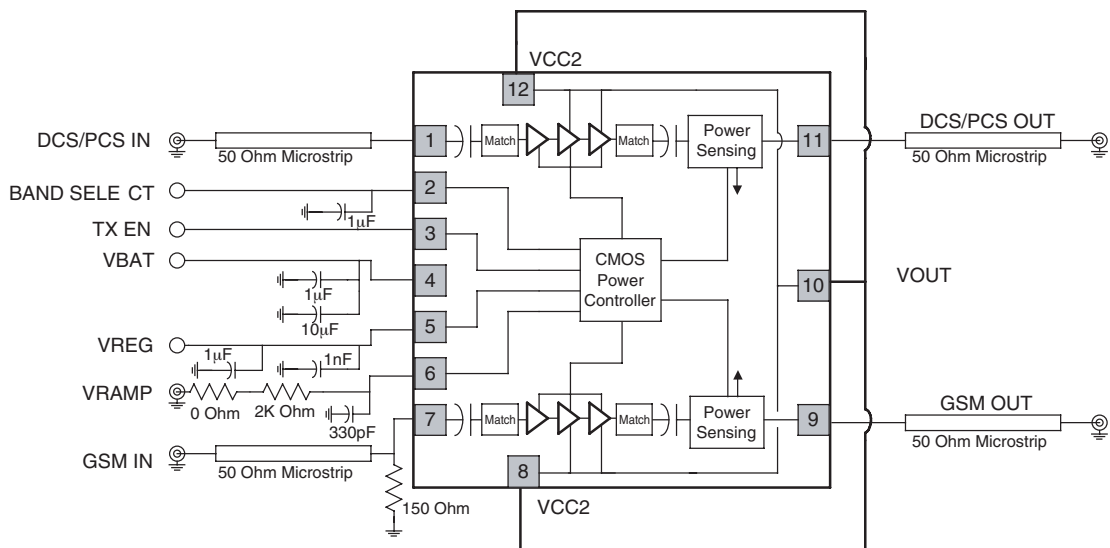 VCC2
12
DCS/PCS IN
50 Ohm Microstrip
1
Match
Match
Power
Sensing
11
DCS/PCS OUT
50 Ohm Microstrip
BAND SELE CT
1µF
2
TX EN
3
VBAT
1µF
10µF
4
CMOS
Power
Controller
10
VOUT
VREG
1µF
1nF
5
VRAMP
0 Ohm
2K Ohm
330pF
6
7
Match
Match
Power
Sensing
9
GSM OUT
50 Ohm Microstrip
GSM IN
50 Ohm Microstrip
150 Ohm
8
VCC2